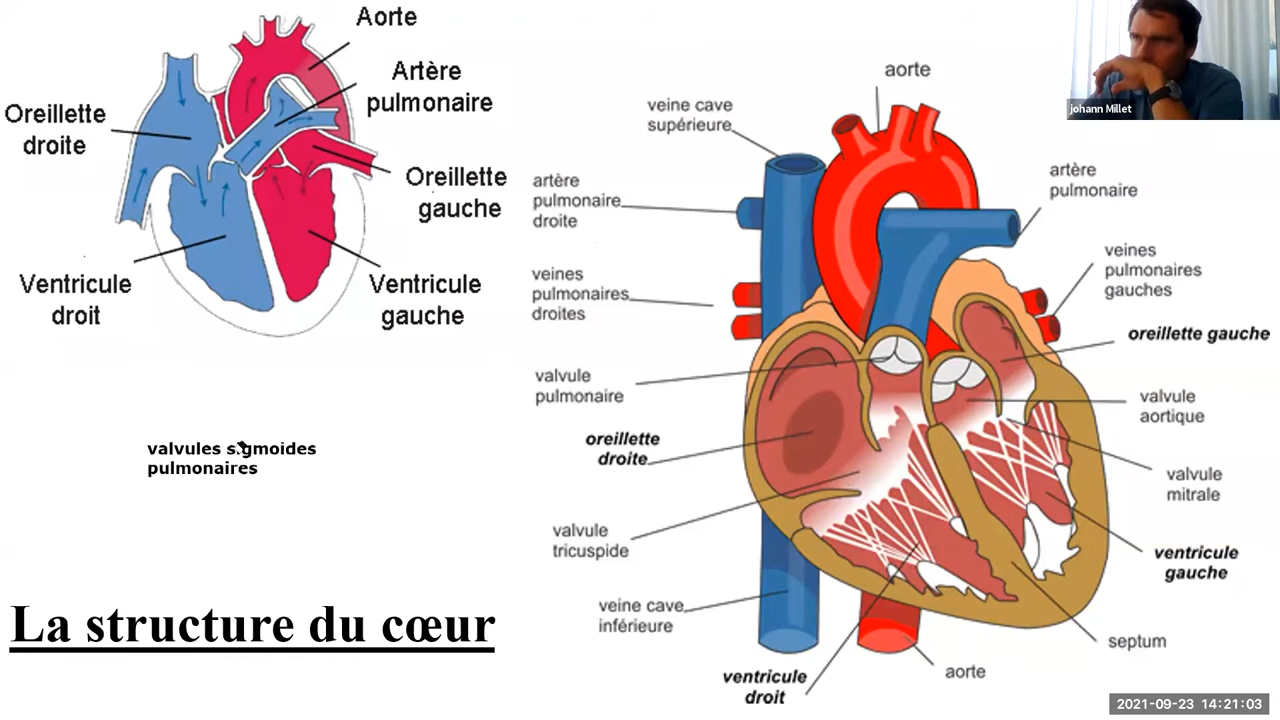 Aorte
Artère
pulmonaire
Oreillette
droite
Oreillette
gauche
Ventricule
droit
Ventricule
gauche
valvules sigmoides
pulmonaires
La structure du cœur
aorte
veine cave
supérieure
artère
pulmonaire
droite
veines
pulmonaires
droites
valvule
pulmonaire
oreillette
droite
valvule
tricuspide
veine cave
inférieure
ventricule
droit
artère
pulmonaire
veines
pulmonaires
gauches
oreillette gauche
valvule
aortique
valvule
mitrale
ventricule
gauche
septum
aorte
johann Millet
2021-09-23 14:21:03